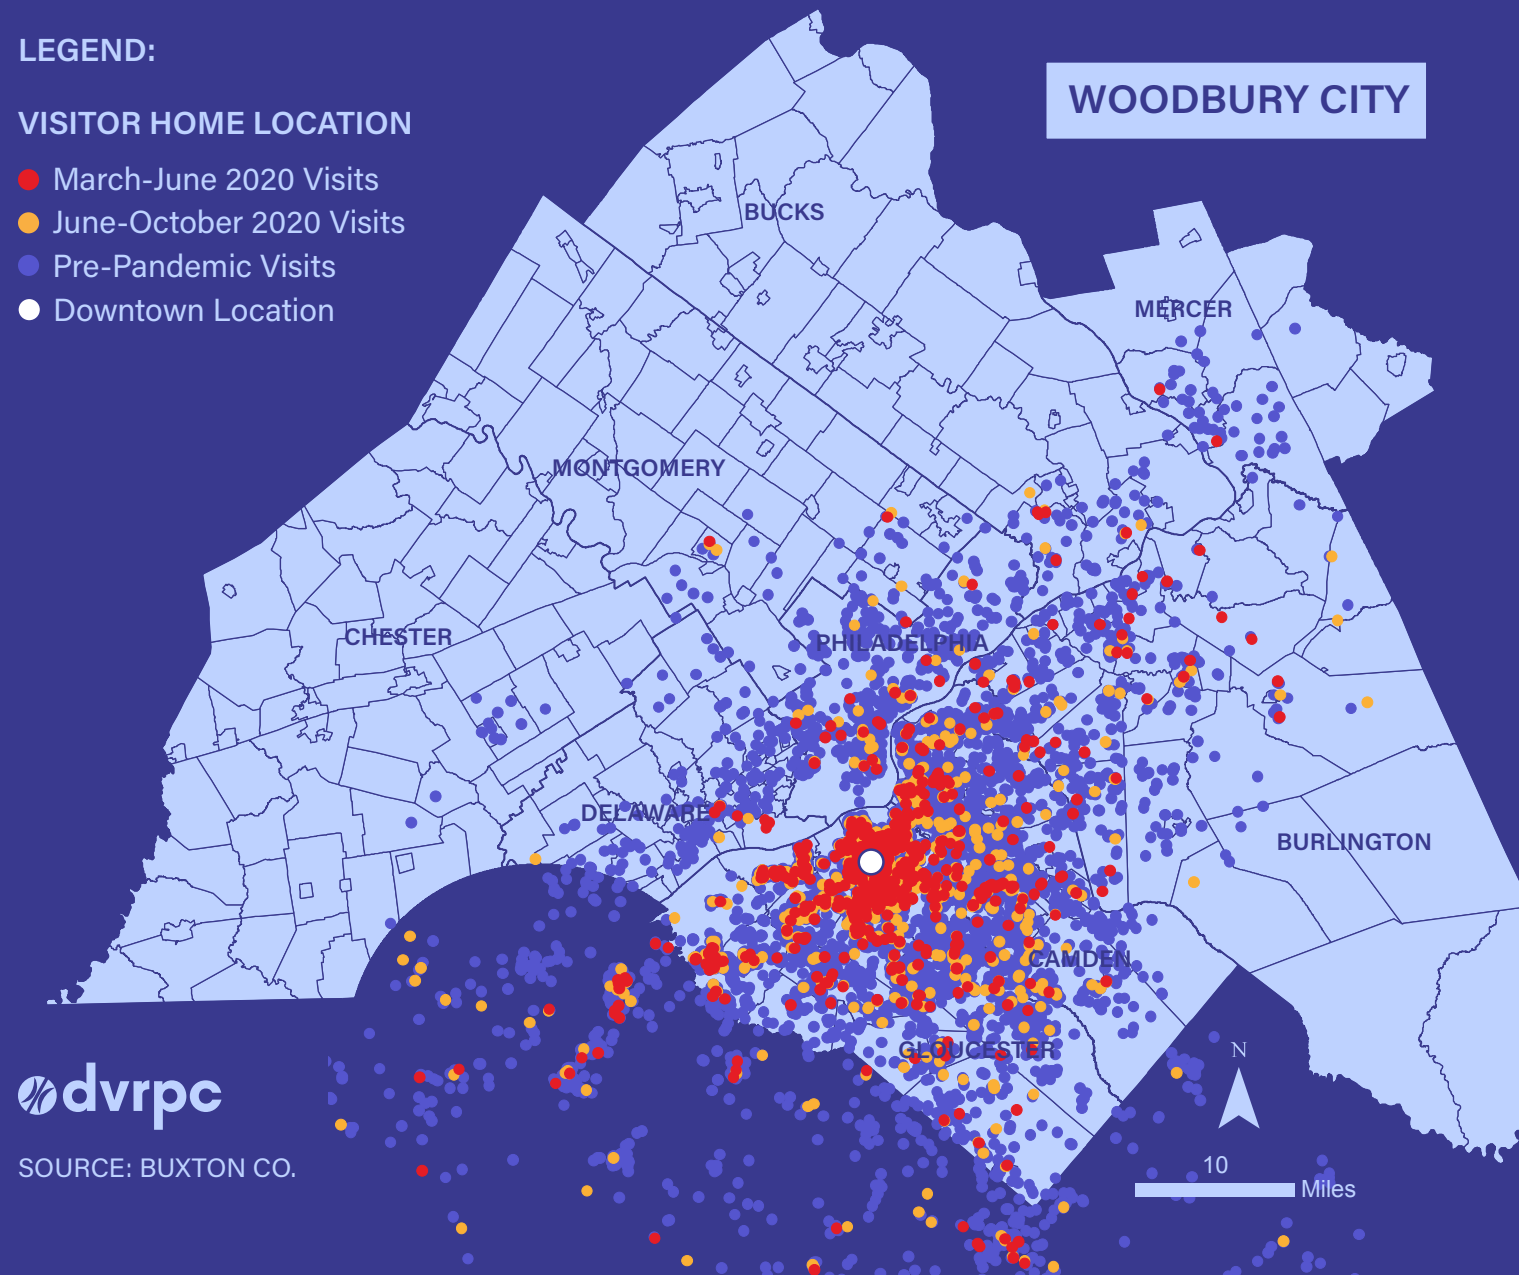 LEGEND:
VISITOR HOME LOCATION
March-June 2020 Visits
June-October 2020 Visits
Pre-Pandemic Visits
Downtown Location
WOODBURY CITY
BUCKS
MERCER
MONTGOMERY
CHESTER
PHILADELPHIA
DELAWARE
BURLINGTON
CAMDEN
GLOUCESTER
N
dvrpc
SOURCE: BUXTON CO.
10
Miles